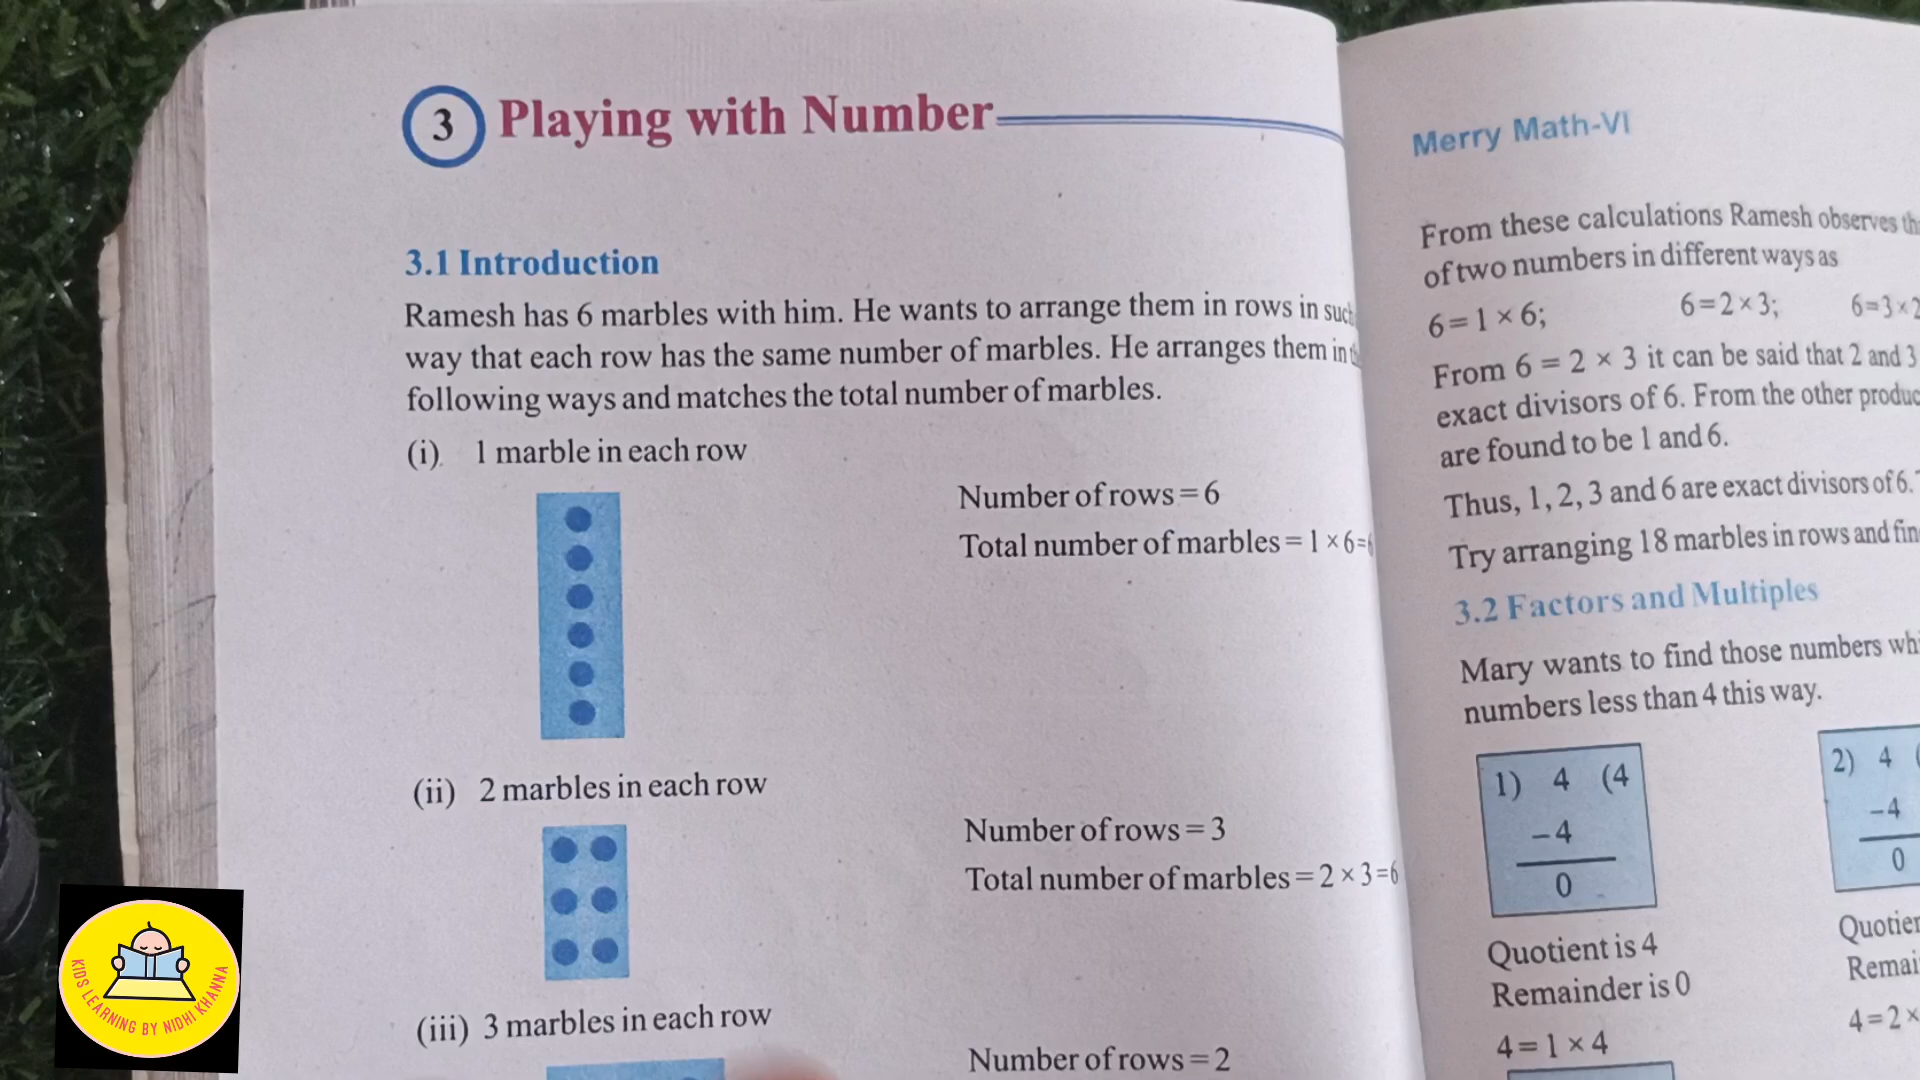 3 Playing with Number
3.1 Introduction
Ramesh has 6 marbles with him. He wants to arrange them in rows in such
way that each row has the same number of marbles. He arranges them in
following ways and matches the total number of marbles.
(i) 1 marble in each row
Number of rows = 6
Total number of marbles = 1 × 6 = 6
(ii) 2 marbles in each row
Number of rows = 3
Total number of marbles = 2 × 3 = 6
(iii) 3 marbles in each row
Number of rows = 2
Merry Math-VI
From these calculations Ramesh observes
of two numbers in different ways as
6 = 1 × 6; 6 = 2 × 3; 6 = 3 × 2
From 6 = 2 × 3 it can be said that 2 and 3
exact divisors of 6. From the other
are found to be 1 and 6.
Thus, 1, 2, 3 and 6 are exact divisors of 6.
Try arranging 18 marbles in rows and
3.2 Factors and Multiples
Mary wants to find those numbers
numbers less than 4 this way.
1) 4 (4
−4
0
Quotient is 4
Remainder is 0
4 = 1 × 4
2) 4 (
−4
0
4 = 2 ×
KIDS LEARNING BY NIDHI KHANNA